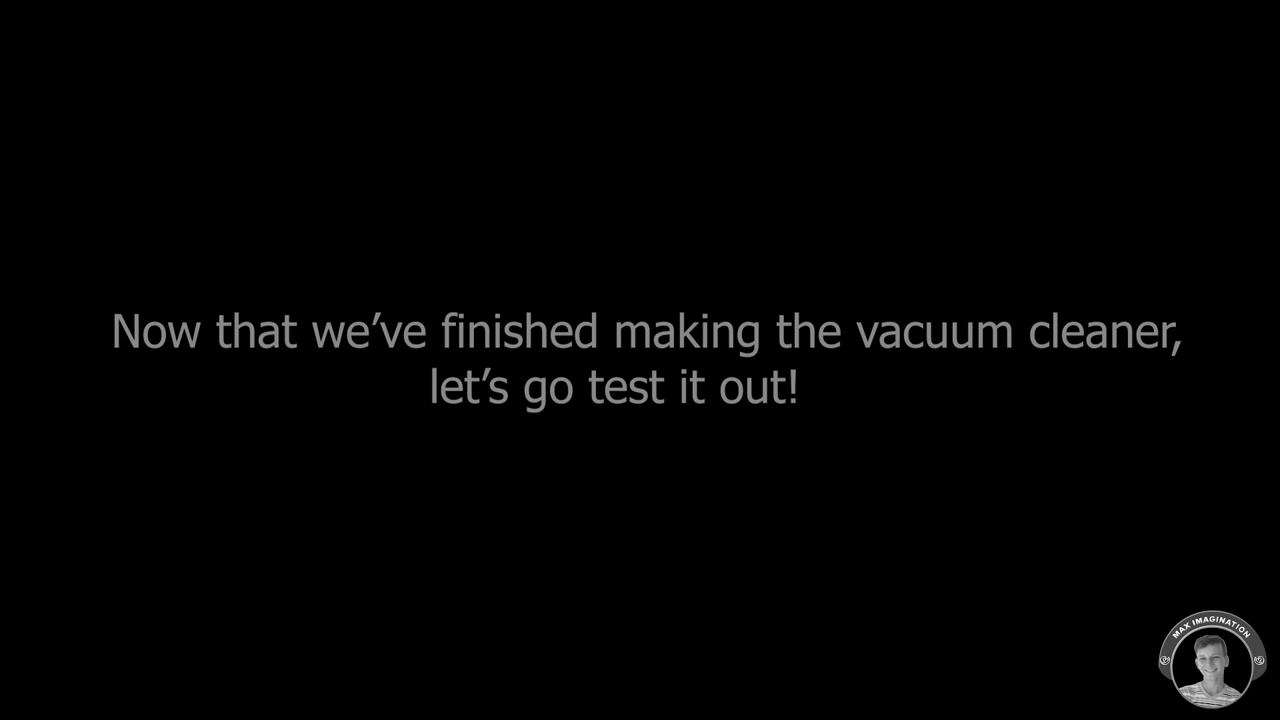 Now that we’ve finished making the vacuum cleaner,
let’s go test it out!
MAX IMAGINATION